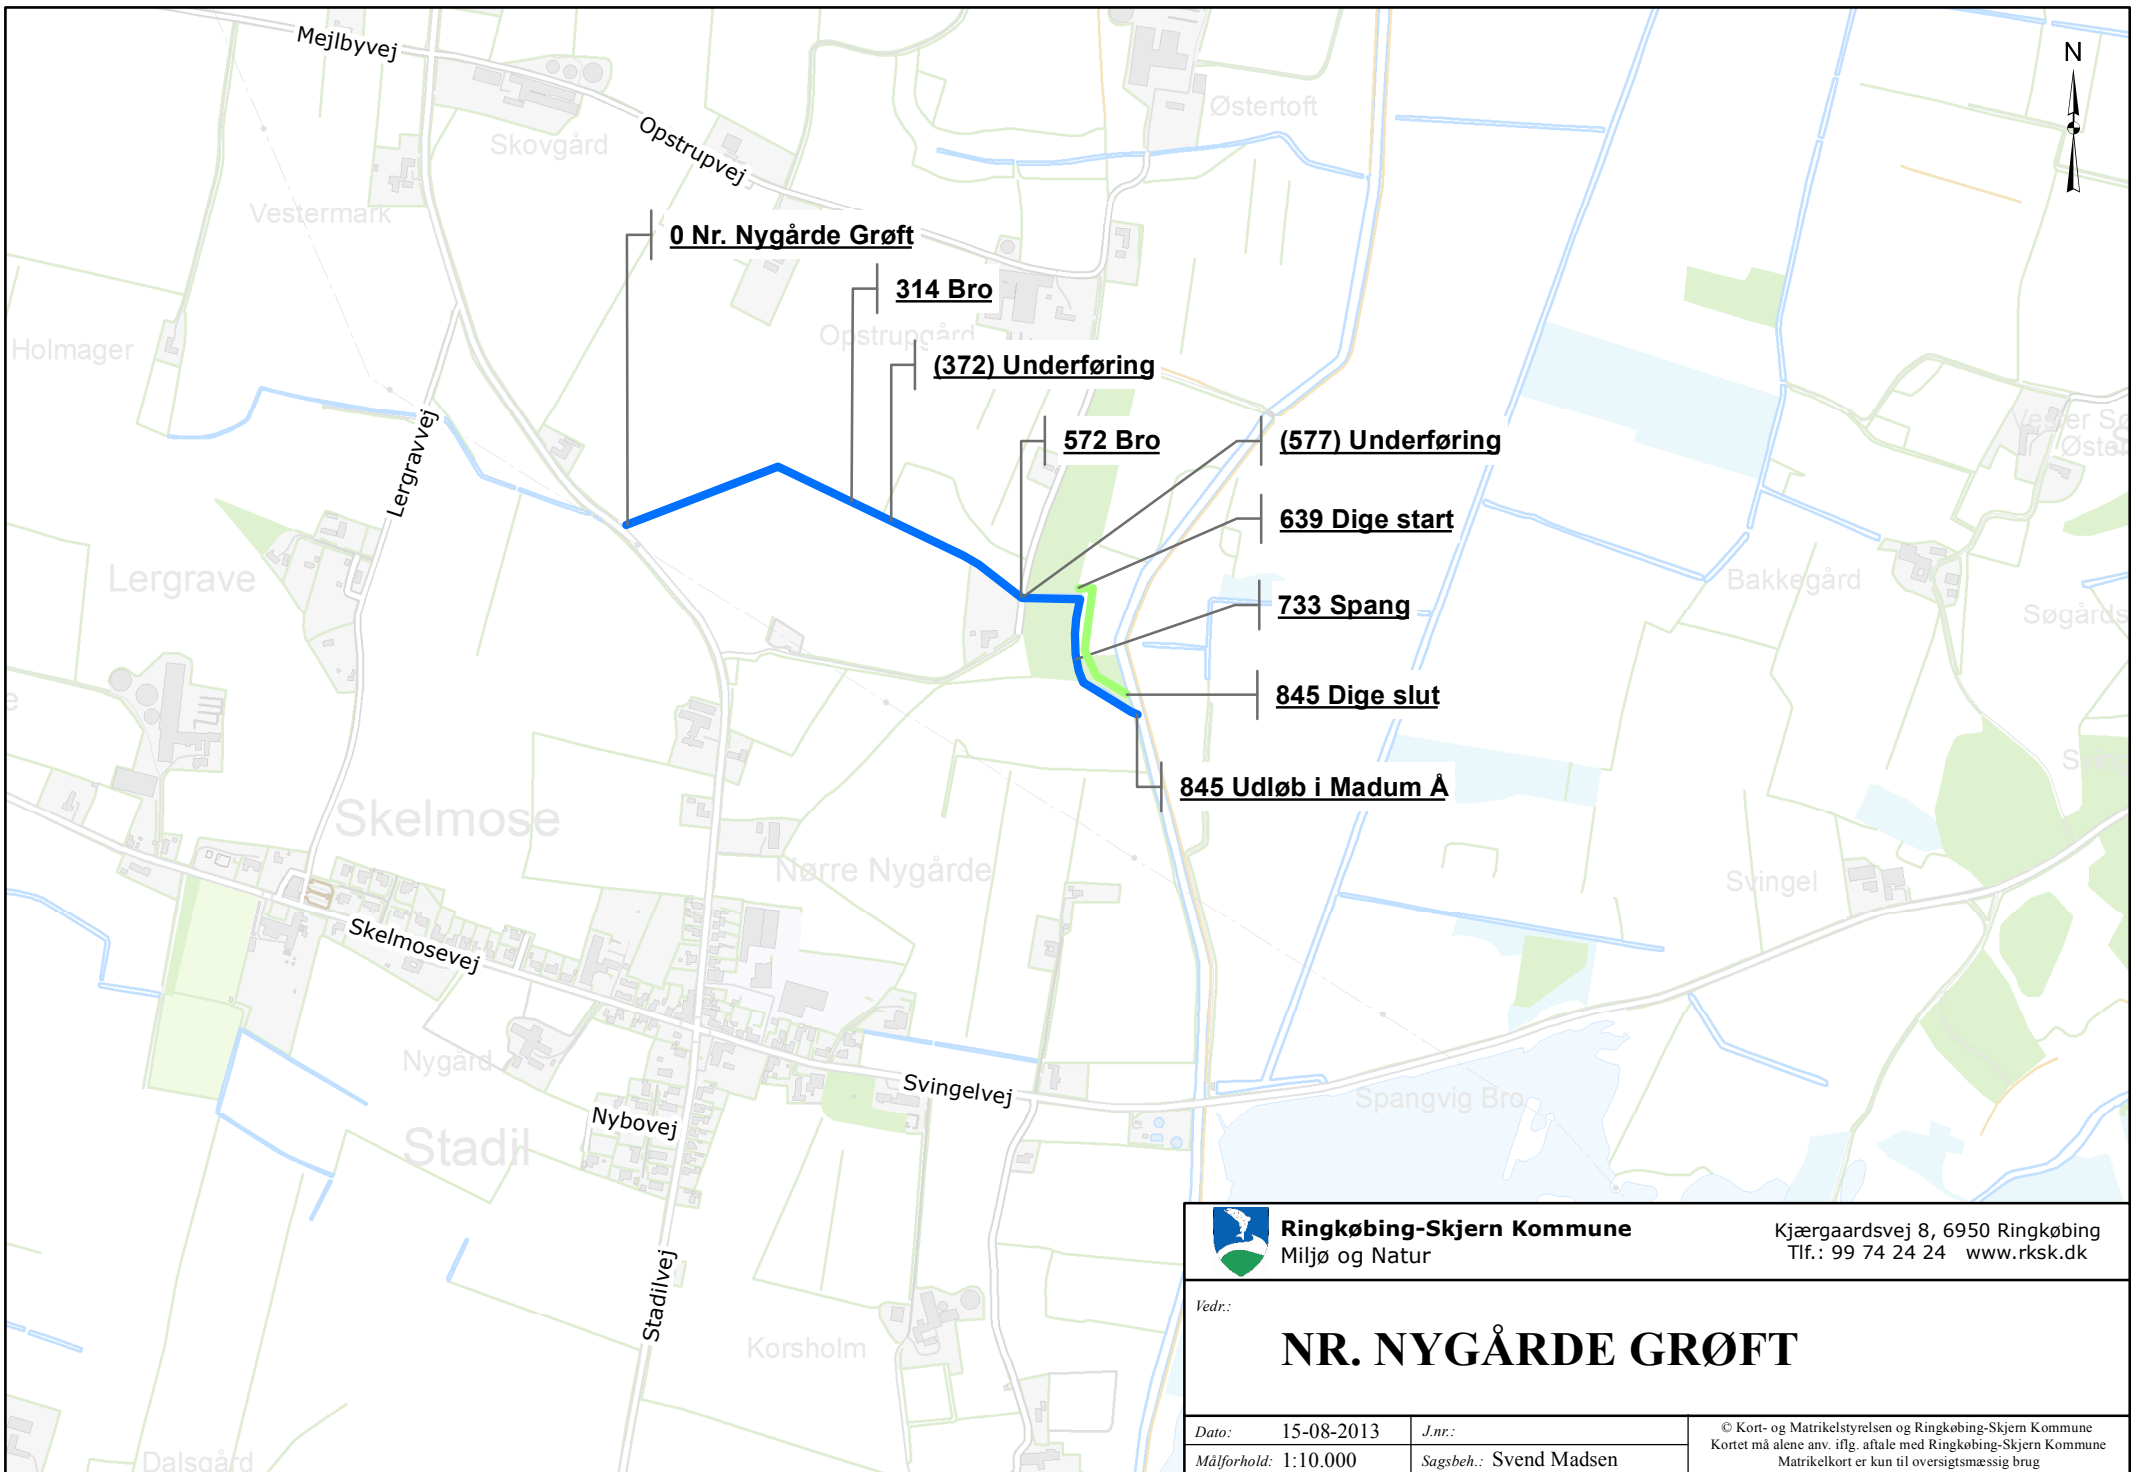 Mejlbyvej
N
Østertoft
Skovgård
Opstrupvej
Vestermark
0 Nr. Nygårde Grøft
314 Bro
Opstrupgård
Holmager
(372) Underføring
Lergravvej
572 Bro
(577) Underføring
639 Dige start
Lergrave
Bakkegård
733 Spang
Søgårds
845 Dige slut
845 Udløb i Madum Å
Skelmose
Nørre Nygårde
Svingel
Skelmosevej
Nygård
Svingelvej
Spangvig Bro
Nybovej
Stadil
Stadilvej
Korsholm
Dalsgård
Ringkøbing-Skjern Kommune
Miljø og Natur
Kjærgaardsvej 8, 6950 Ringkøbing
Tlf.: 99 74 24 24 www.rksk.dk
Vedr.:
NR. NYGÅRDE GRØFT
Dato: 15-08-2013
J.nr.:
Målforhold: 1:10.000
Sagsbeh.: Svend Madsen
© Kort- og Matrikelstyrelsen og Ringkøbing-Skjern Kommune
Kortet må alene anv. iflg. aftale med Ringkøbing-Skjern Kommune
Matrikelkort er kun til oversigtsmæssig brug